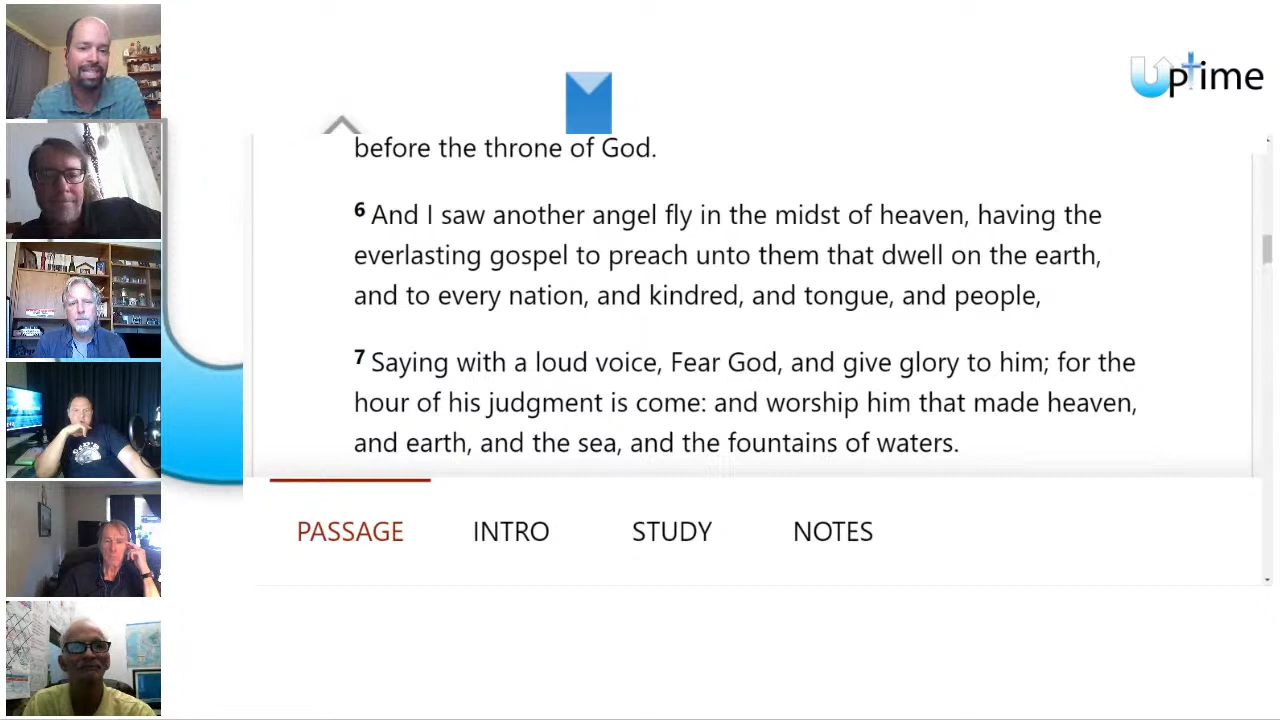 Uptime
before the throne of God.
6 And I saw another angel fly in the midst of heaven, having the
everlasting gospel to preach unto them that dwell on the earth,
and to every nation, and kindred, and tongue, and people,
7 Saying with a loud voice, Fear God, and give glory to him; for the
hour of his judgment is come: and worship him that made heaven,
and earth, and the sea, and the fountains of waters.
PASSAGE INTRO STUDY NOTES